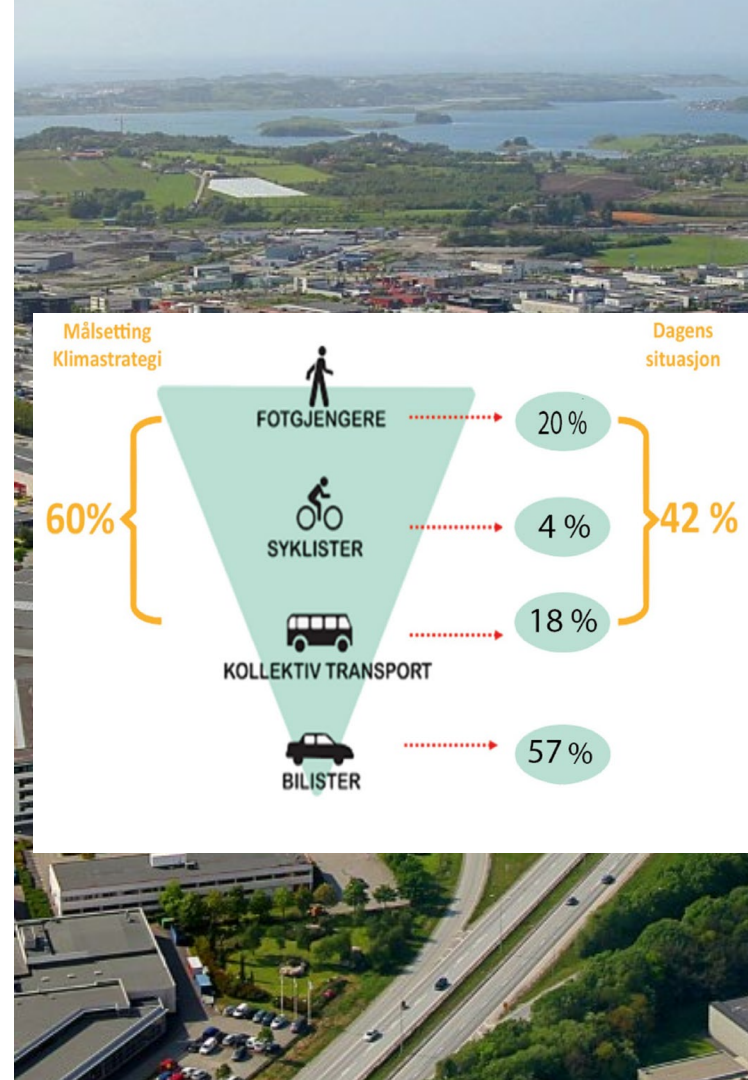 Målsetting
Klimastrategi
Dagens
situasjon
FOTGJENGERE
20 %
60%
SYKLISTER
4 %
42 %
KOLLEKTIV TRANSPORT
18 %
BILISTER
57 %